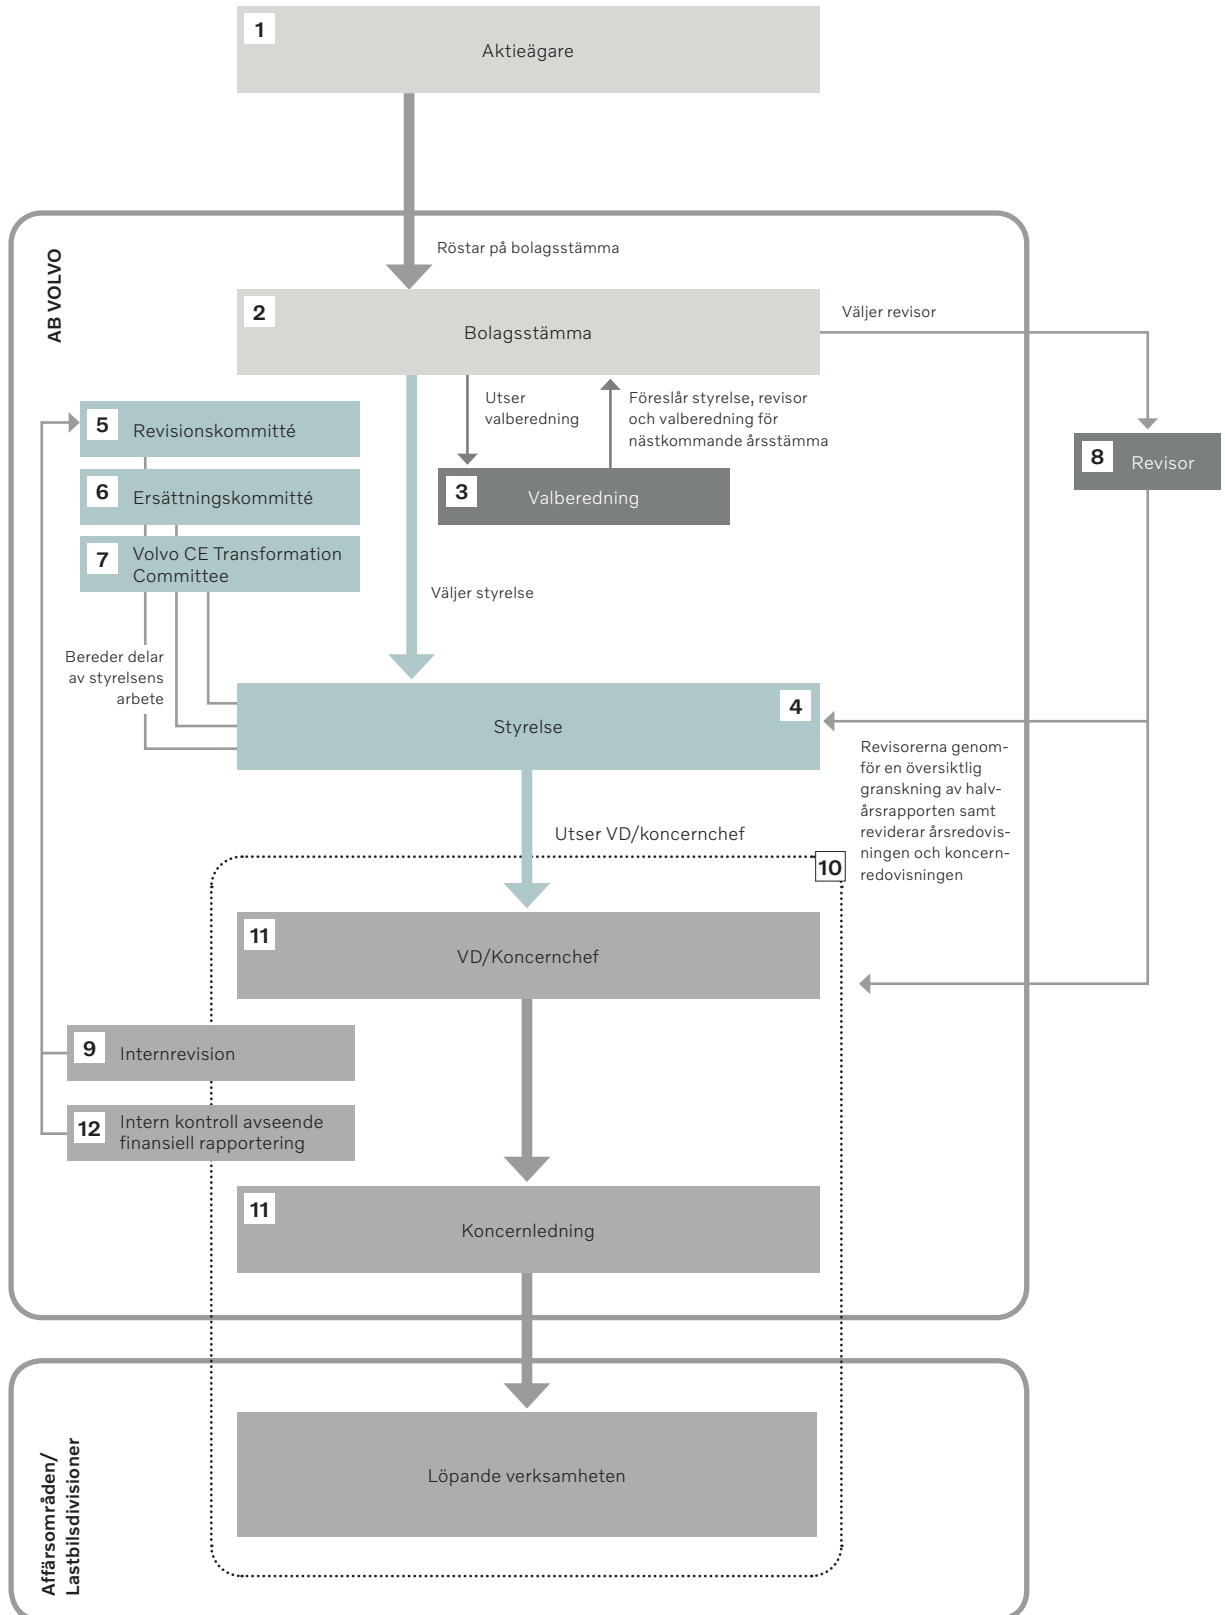 1
Aktieägare
AB VOLVO
Röstar på bolagsstämma
2
Bolagsstämma
Väljer revisor
Utser
valberedning
Föreslår styrelse, revisor
och valberedning för
nästkommande årsstämma
5
Revisionskommitté
6
Ersättningskommitté
7
Volvo CE Transformation
Committee
3
Valberedning
8
Revisor
Väljer styrelse
Bereder delar
av styrelsens
arbete
4
Styrelse
Revisorerna genom-
för en översiktlig
granskning av halv-
årsrapporten samt
reviderar årsredovis-
ningen och koncern-
redovisningen
Utser VD/koncernchef
10
11
VD/Koncernchef
9
Internrevision
12
Intern kontroll avseende
finansiell rapportering
11
Koncernledning
Affärsområden/
Lastbilsdivisioner
Löpande verksamheten